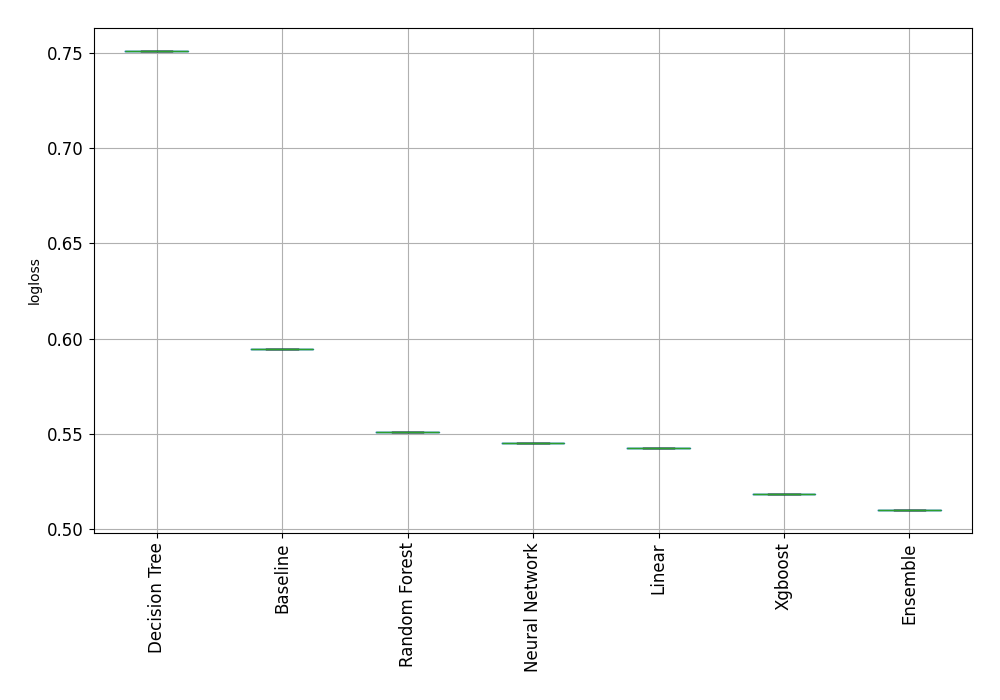 0.75
0.70
0.65
0.60
0.55
0.50
logloss
Decision Tree
Baseline
Random Forest
Neural Network
Linear
Xgboost
Ensemble